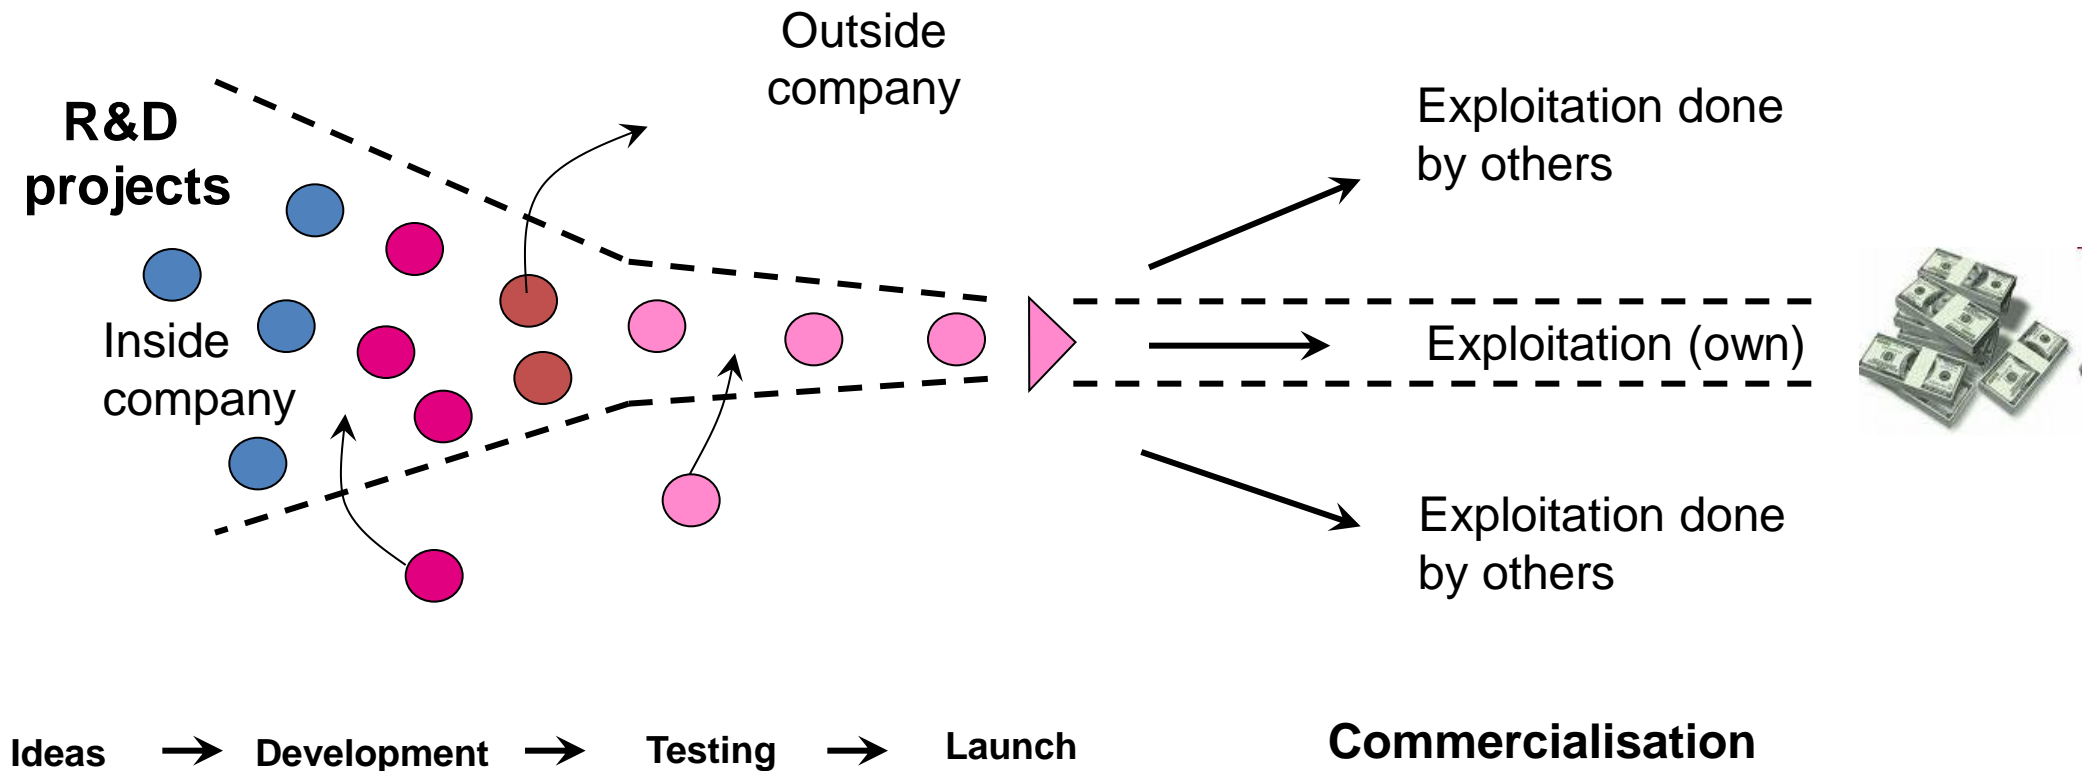 Outside
company
R&D
projects
Exploitation done
by others
Inside
company
Exploitation (own)
Exploitation done
by others
Ideas
Development
Testing
Launch
Commercialisation